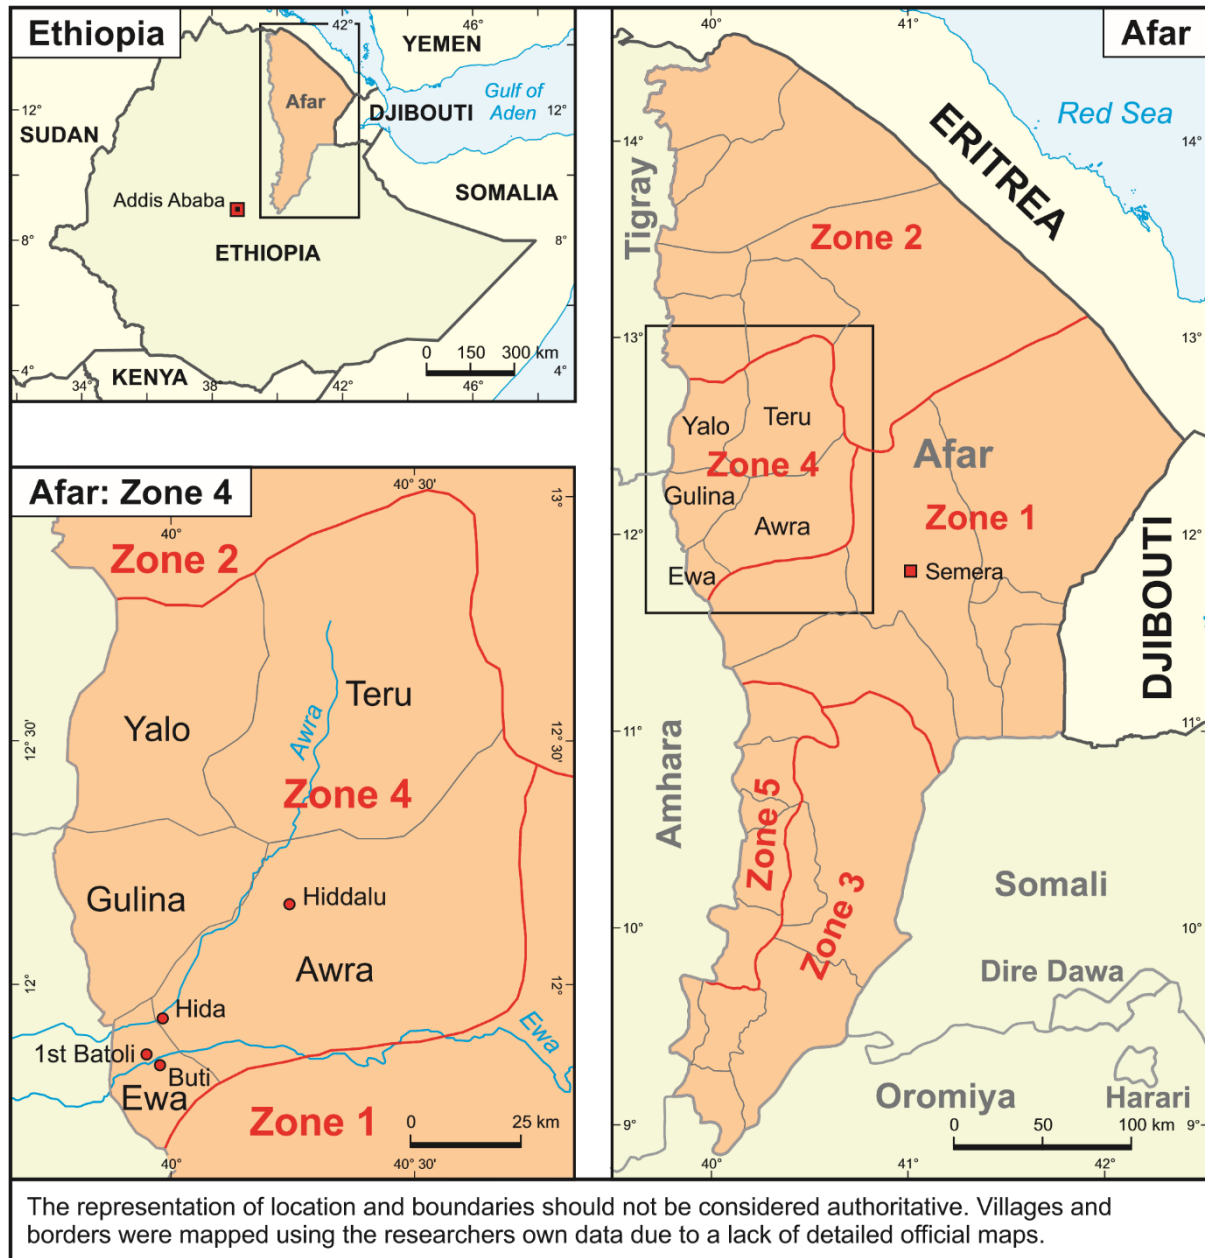 Ethiopia
42°
46°
YEMEN
Gulf of
Aden
12°
12°
Afar
DJIBOUTI
SUDAN
SOMALIA
Addis Ababa
8°
8°
ETHIOPIA
0 150 300 km
4°
34°
KENYA
38°
42°
46°
4°
Afar: Zone 4
40° 30'
13°
40°
Zone 2
Teru
Yalo
Awra
12° 30'
12° 30'
Zone 4
Gulina
Hiddalu
Awra
12°
12°
Hida
Ewa
1st Batoli
Buti
Ewa
Zone 1
0 25 km
40°
40° 30'
40°
41°
Afar
Red Sea
ERITREA
14°
14°
Tigray
Zone 2
13°
13°
Yalo
Teru
Zone 4
Afar
Gulina
Zone 1
Awra
12°
12°
Ewa
Semera
DJIBOUTI
11°
11°
Amhara
Zone 5
Zone 3
Somali
10°
10°
Dire Dawa
Oromiya
Harari
0 50 100 km
9°
9°
40°
41°
42°
The representation of location and boundaries should not be considered authoritative. Villages and
borders were mapped using the researchers own data due to a lack of detailed official maps.